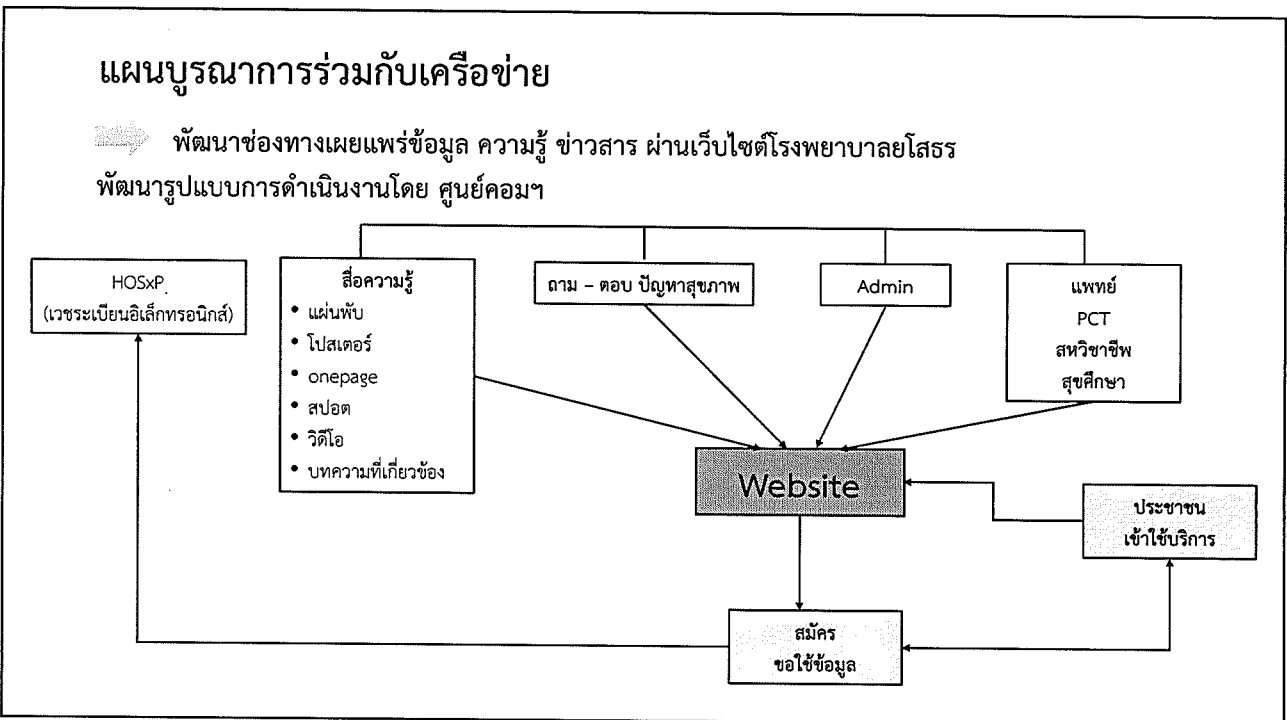 แผนบูรณาการร่วมกับเครือข่าย
พัฒนาช่องทางเผยแพร่ข้อมูล ความรู้ ข่าวสาร ผ่านเว็บไซต์โรงพยาบาลยโสธร
พัฒนารูปแบบการดำเนินงานโดย ศูนย์คอมฯ
HOSxP
(เวชระเบียนอิเล็กทรอนิกส์)
สื่อความรู้
• แผ่นพับ
• โปสเตอร์
• onepage
• สปอต
• วิดีโอ
• บทความที่เกี่ยวข้อง
ถาม – ตอบ ปัญหาสุขภาพ
Admin
แพทย์
PCT
สหวิชาชีพ
สุขศึกษา
Website
ประชาชน
เข้าใช้บริการ
สมัคร
ขอใช้ข้อมูล